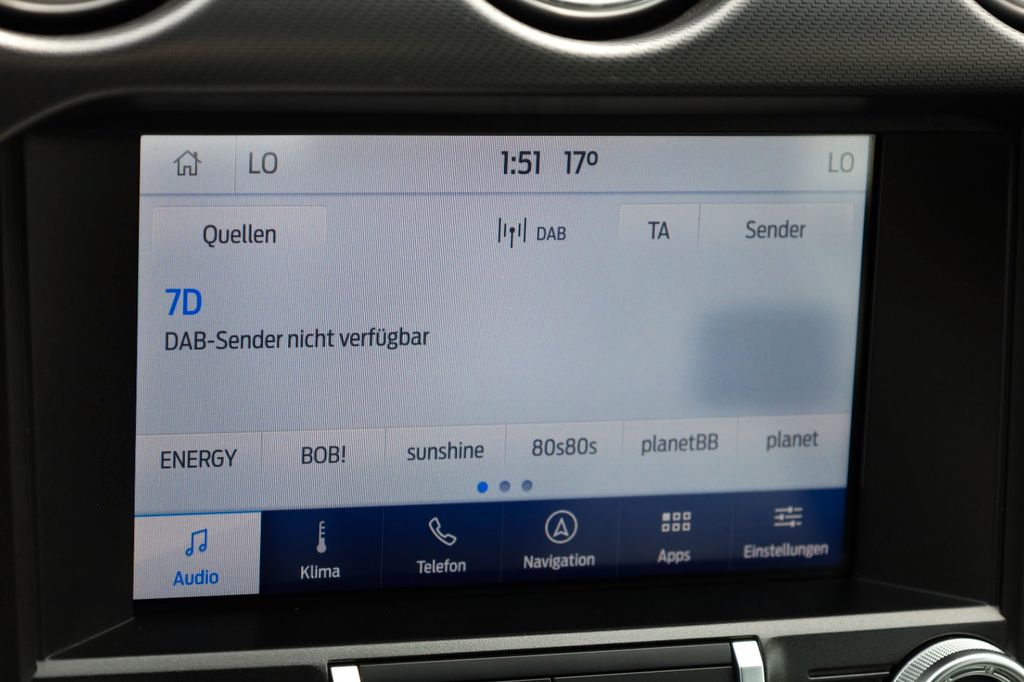 LO 1:51 17° LO
Quellen DAB TA Sender
7D
DAB-Sender nicht verfügbar
ENERGY BOB! sunshine 80s80s planetBB planet
Audio Klima Telefon Navigation Apps Einstellungen